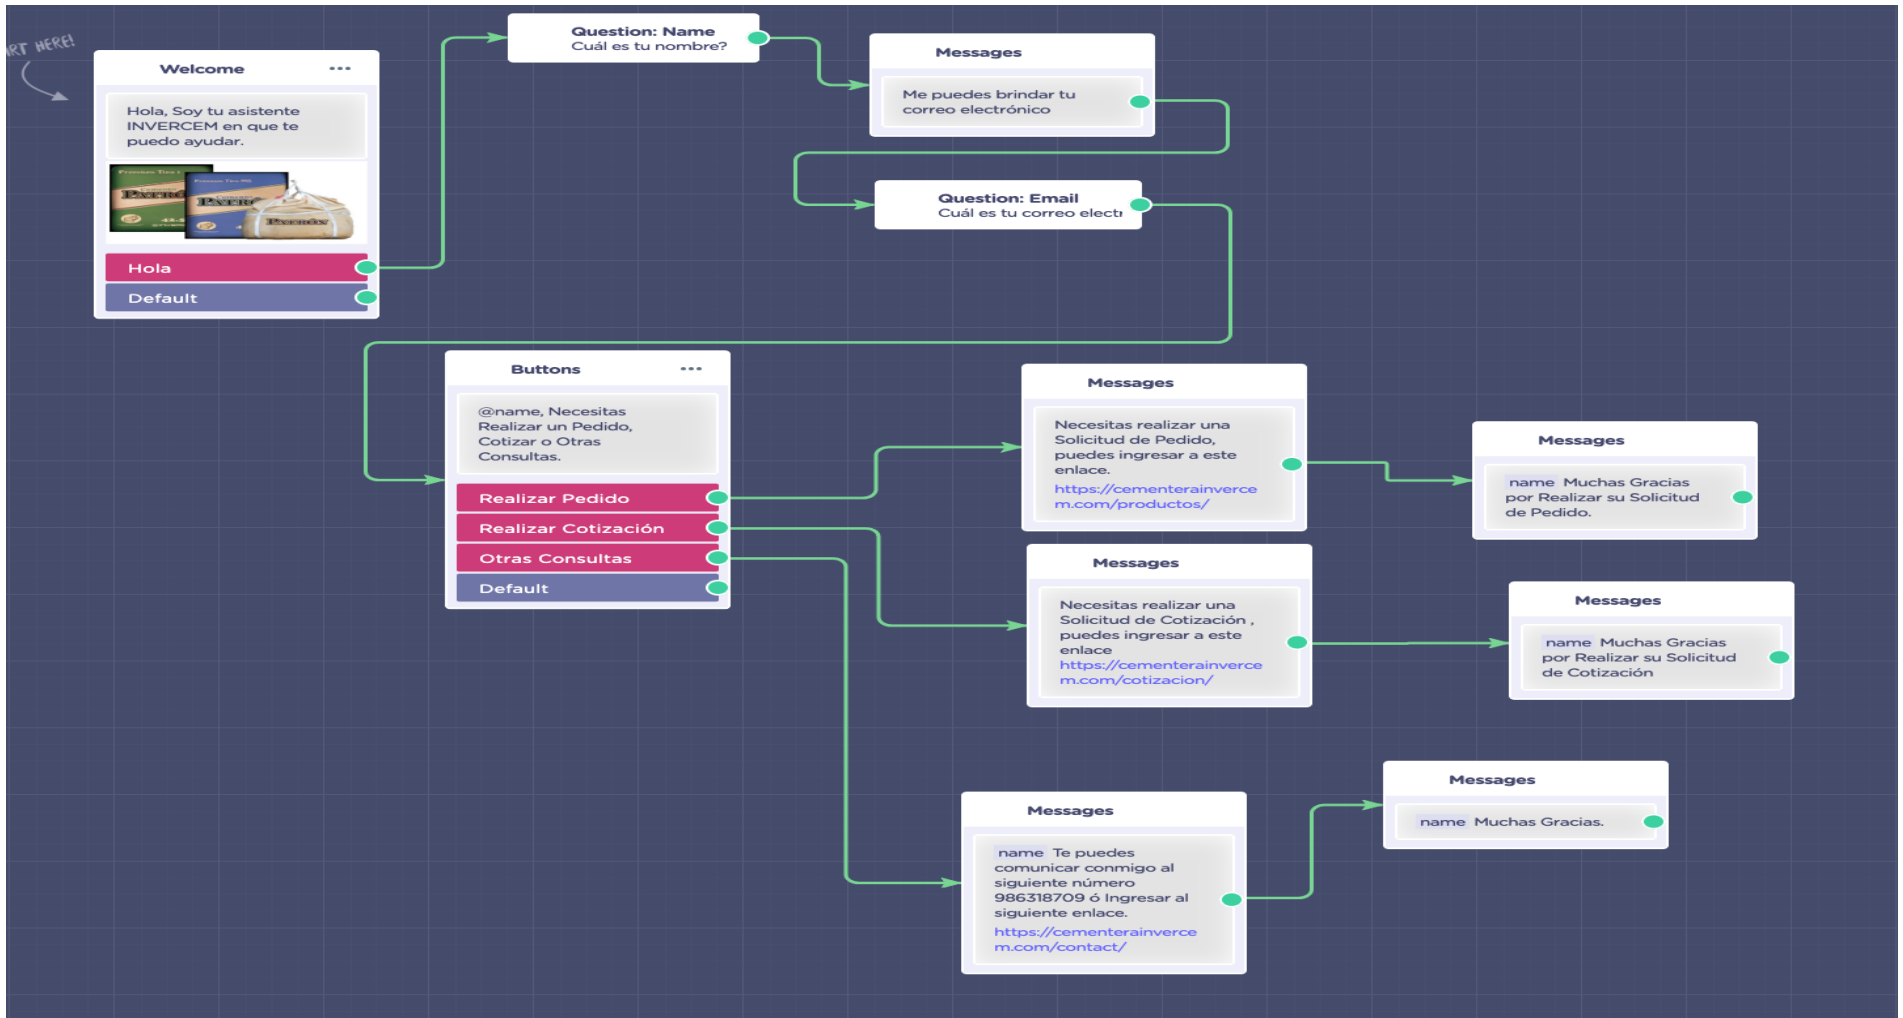 HERE!
Welcome
Hola, Soy tu asistente
INVERCEM en que te
puedo ayudar.
PATRÓN
Hola
Default
Question: Name
Cuál es tu nombre?
Messages
Me puedes brindar tu
correo electrónico
Question: Email
Cuál es tu correo electr
Buttons
@name, Necesitas
Realizar un Pedido,
Cotizar o Otras
Consultas.
Realizar Pedido
Realizar Cotización
Otras Consultas
Default
Messages
Necesitas realizar una
Solicitud de Pedido,
puedes ingresar a este
enlace.
https://cementerainverce
m.com/productos/
Messages
name Muchas Gracias
por Realizar su Solicitud
de Pedido.
Messages
Necesitas realizar una
Solicitud de Cotización ,
puedes ingresar a este
enlace
https://cementerainverce
m.com/cotizacion/
Messages
name Muchas Gracias
por Realizar su Solicitud
de Cotización
Messages
name Te puedes
comunicar conmigo al
siguiente número
986318709 ó Ingresar al
siguiente enlace.
https://cementerainverce
m.com/contact/
Messages
name Muchas Gracias.